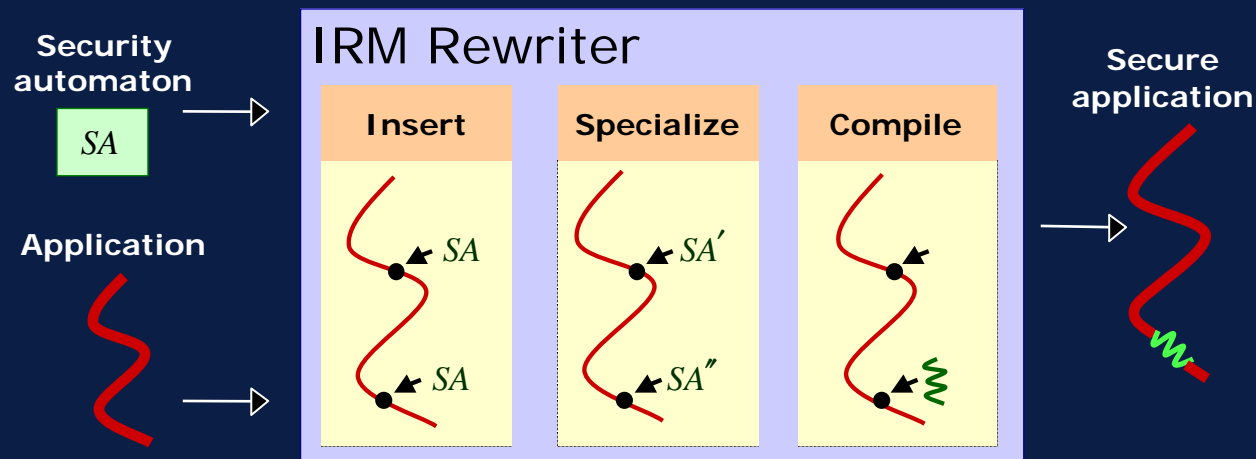 Security
automaton
SA
Application
IRM Rewriter
Insert
SA
SA
Specialize
SA′
SA″
Compile
Secure
application